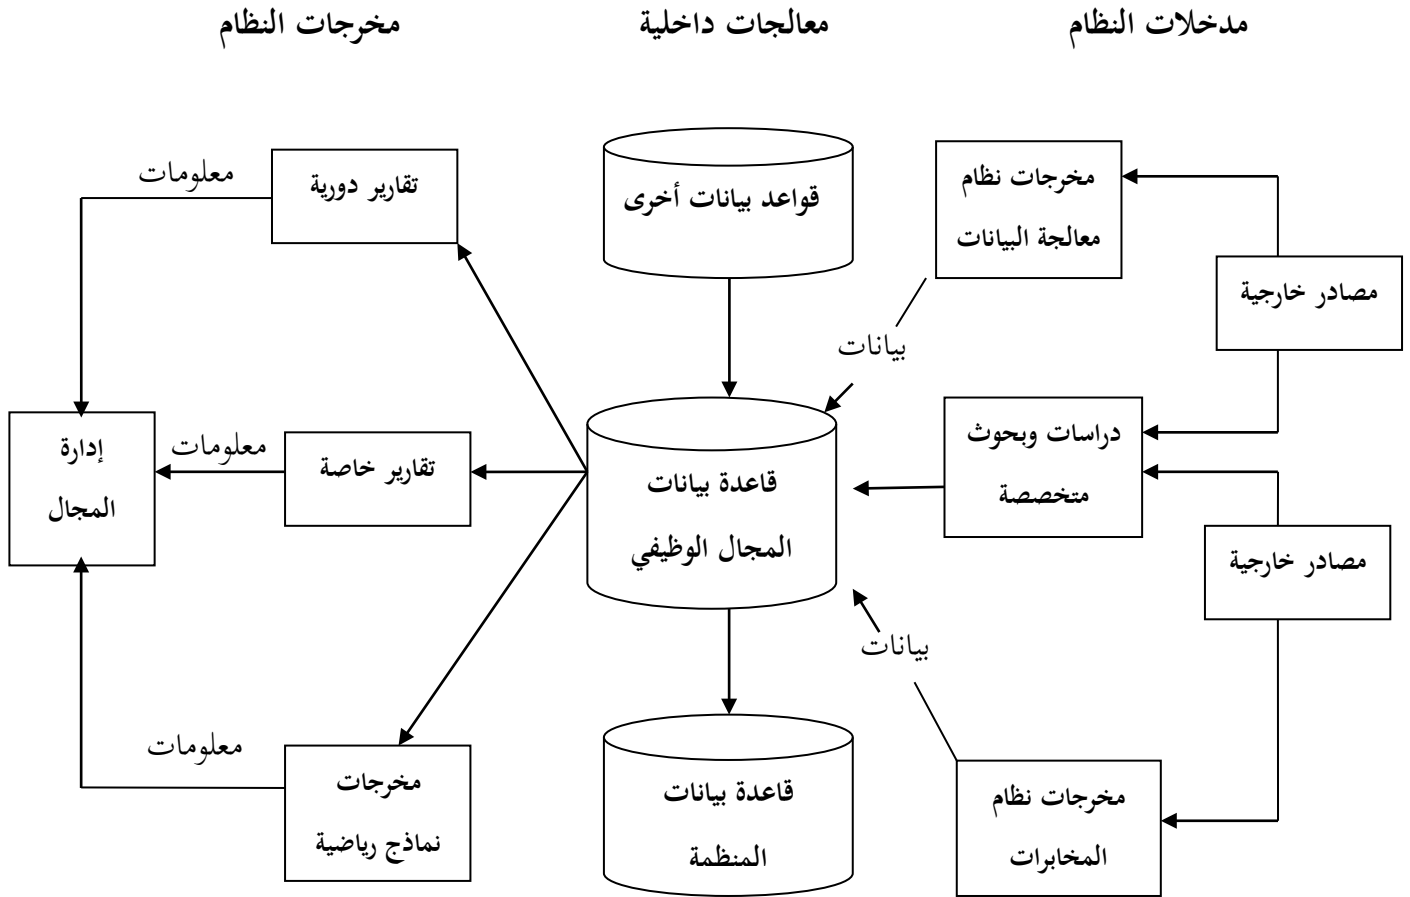 مدخلات النظام
معالجات داخلية
مخرجات النظام
مصادر خارجية
مصادر خارجية
مخرجات نظام
معالجة البيانات
دراسات وبحوث
متخصصة
مخرجات نظام
المخابرات
بيانات
بيانات
قواعد بيانات أخرى
قاعدة بيانات
المجال الوظيفي
قاعدة بيانات
المنظمة
تقارير دورية
تقارير خاصة
مخرجات
نماذج رياضية
معلومات
معلومات
معلومات
إدارة
المجال